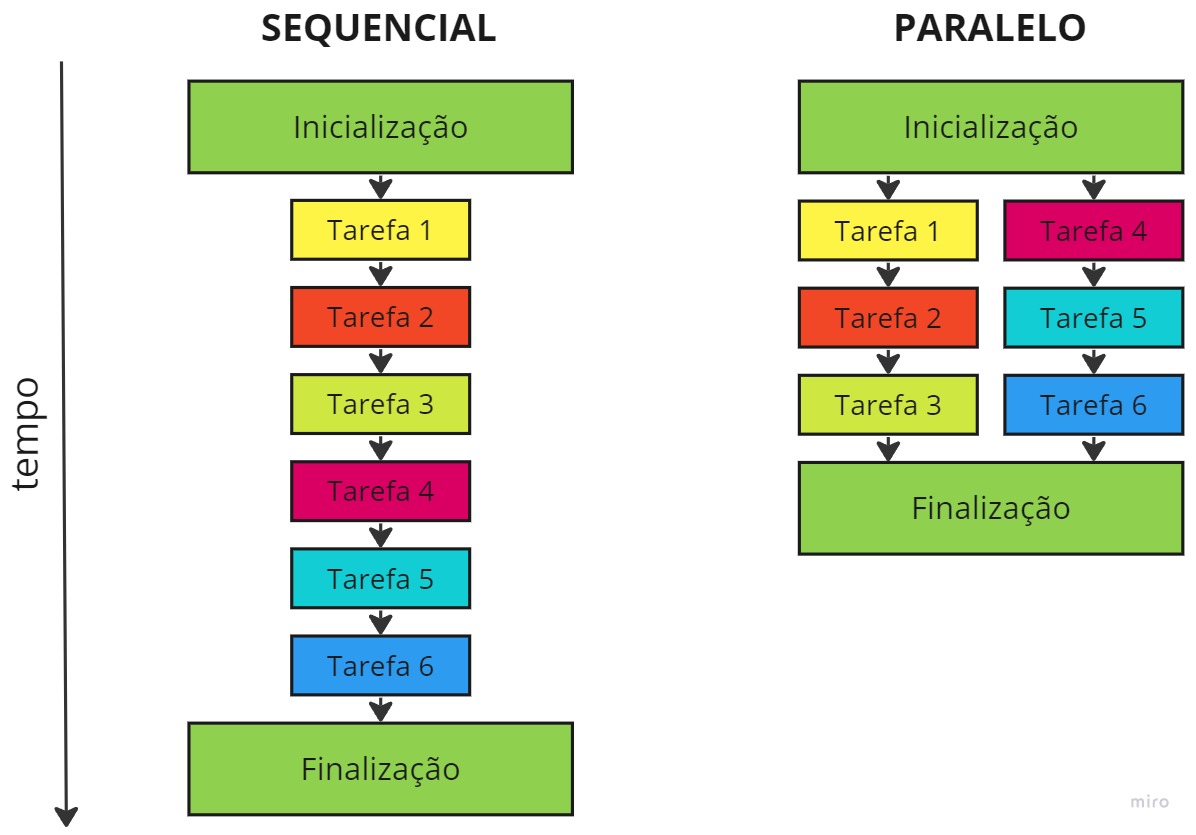 SEQUENCIAL
PARALELO
tempo
Inicialização
Tarefa 1
Tarefa 2
Tarefa 3
Tarefa 4
Tarefa 5
Tarefa 6
Finalização
Inicialização
Tarefa 1
Tarefa 4
Tarefa 2
Tarefa 5
Tarefa 3
Tarefa 6
Finalização
miro